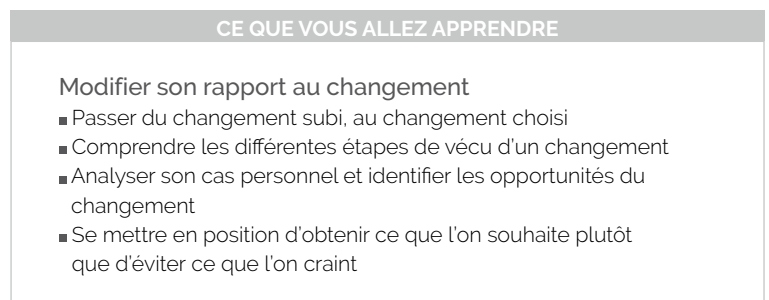 CE QUE VOUS ALLEZ APPRENDRE
Modifier son rapport au changement
▪ Passer du changement subi, au changement choisi
▪ Comprendre les différentes étapes de vécu d’un changement
▪ Analyser son cas personnel et identifier les opportunités du
changement
▪ Se mettre en position d’obtenir ce que l’on souhaite plutôt
que d’éviter ce que l’on craint